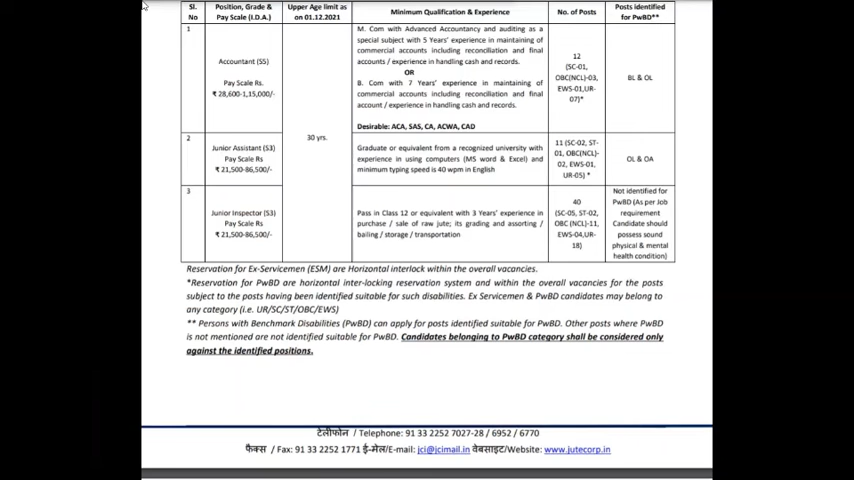 Sl. No
Position, Grade & Pay Scale (I.D.A.)
Upper Age limit as on 01.12.2021
Minimum Qualification & Experience
No. of Posts
Posts identified for PwBD**
1
Accountant (S5)
Pay Scale Rs.
₹ 28,600-1,15,000/-
30 yrs.
M. Com with Advanced Accountancy and auditing as a
special subject with 5 Years' experience in maintaining of
commercial accounts including reconciliation and final
accounts / experience in handling cash and records.
OR
B. Com with 7 Years' experience in maintaining of
commercial accounts including reconciliation and final
account / experience in handling cash and records.
Desirable: ACA, SAS, CA, ACWA, CAD
12
(SC-01,
OBC(NCL)-03,
EWS-01,UR-
07)*
BL & OL
2
Junior Assistant (S3)
Pay Scale Rs
₹ 21,500-86,500/-
Graduate or equivalent from a recognized university with
experience in using computers (MS word & Excel) and
minimum typing speed is 40 wpm in English
11 (SC-02, ST-
01, OBC(NCL)-
02, EWS-01,
UR-05) *
OL & OA
3
Junior Inspector (S3)
Pay Scale Rs
₹ 21,500-86,500/-
Pass in Class 12 or equivalent with 3 Years' experience in
purchase / sale of raw jute; its grading and assorting /
bailing / storage / transportation
40
(SC-05, ST-02,
OBC (NCL)-11,
EWS-04,UR-
18)
Not identified for
PwBD (As per Job
requirement
Candidate should
possess sound
physical & mental
health condition)
Reservation for Ex-Servicemen (ESM) are Horizontal interlock within the overall vacancies.
*Reservation for PwBD are horizontal inter-locking reservation system and within the overall vacancies for the posts
subject to the posts having been identified suitable for such disabilities. Ex Servicemen & PwBD candidates may belong to
any category (i.e. UR/SC/ST/OBC/EWS)
** Persons with Benchmark Disabilities (PwBD) can apply for posts identified suitable for PwBD. Other posts where PwBD
is not mentioned are not identified suitable for PwBD. Candidates belonging to PwBD category shall be considered only
against the identified positions.
टेलीफोन / Telephone: 91 33 2252 7027-28 / 6952 / 6770
फैक्स / Fax: 91 33 2252 1771 ई-मेल/E-mail: jci@jcimail.in वेबसाइट/Website: www.jutecorp.in